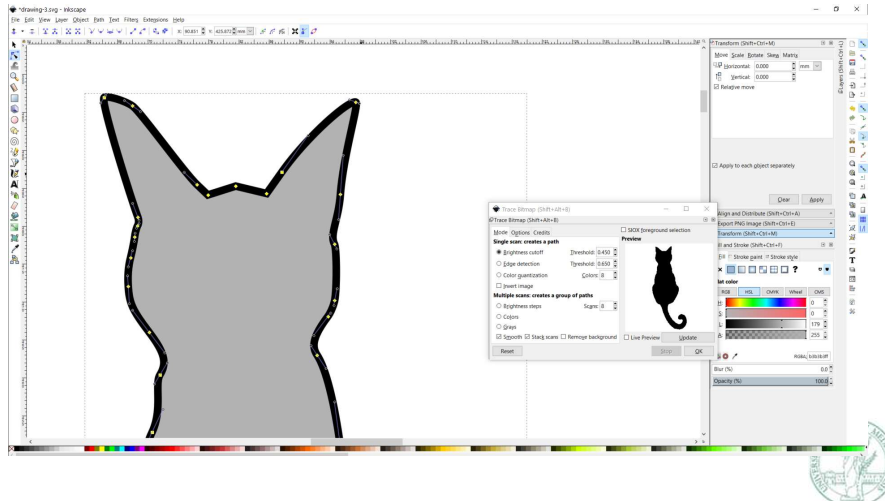 *drawing-3.svg - Inkscape
File Edit View Layer Object Path Text Filters Extensions Help
X: 80.831 Y: 425.872 mm
Transform (Shift+Ctrl+M)
Move Scale Rotate Skew Matrix
Horizontal: 0.000 mm
Vertical: 0.000
Relative move
Apply to each object separately
Clear Apply
Align and Distribute (Shift+Ctrl+A)
Export PNG Image (Shift+Ctrl+E)
Transform (Shift+Ctrl+M)
Fill and Stroke (Shift+Ctrl+F)
Fill Stroke paint Stroke style
Flat color
RGB HSL CMYK Wheel CMS
H: 0
S: 0
L: 179
A: 255
RGBA: b3b3b3ff
Blur (%) 0.0
Opacity (%) 100.0
Trace Bitmap (Shift+Alt+B)
Trace Bitmap (Shift+Alt+B)
Mode Options Credits
SIOX foreground selection
Preview
Single scan: creates a path
Brightness cutoff Threshold: 0.450
Edge detection Threshold: 0.650
Color quantization Colors: 8
Invert image
Multiple scans: creates a group of paths
Brightness steps Scans: 8
Colors
Grays
Smooth Stack scans Remove background
Live Preview Update
Reset Stop OK